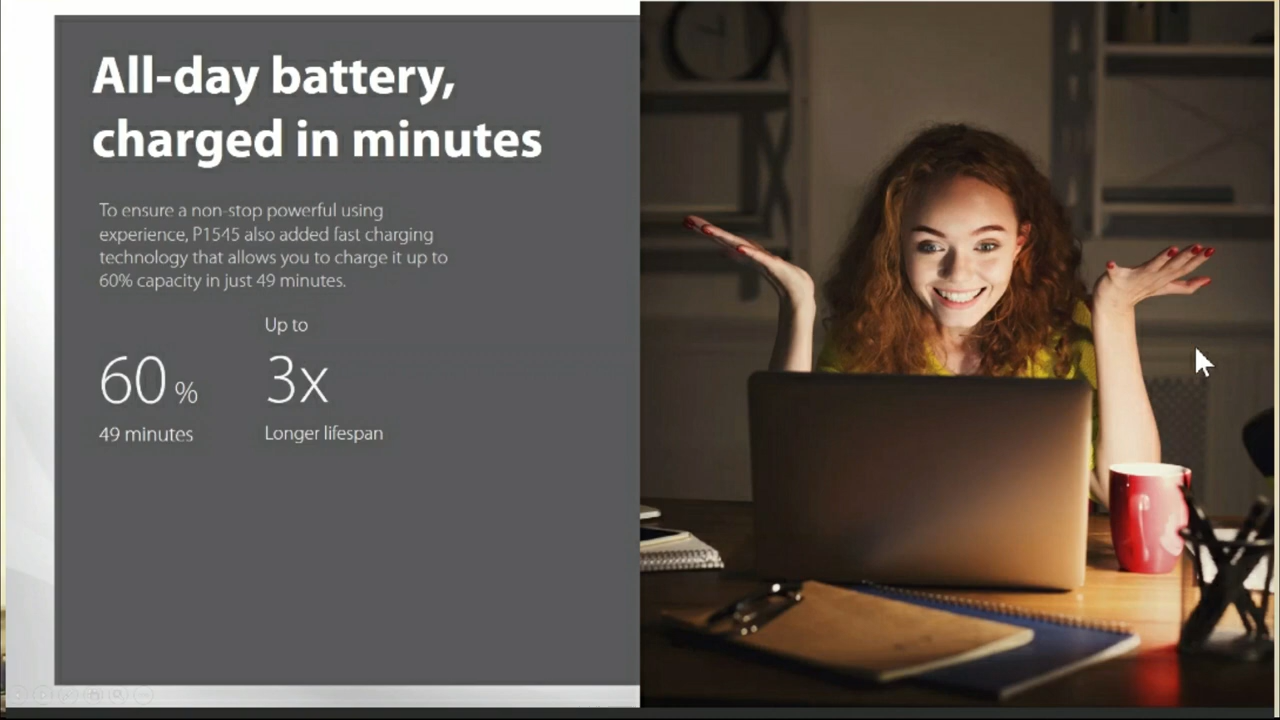 All-day battery,
charged in minutes
To ensure a non-stop powerful using
experience, P1545 also added fast charging
technology that allows you to charge it up to
60% capacity in just 49 minutes.
Up to
60 %
3x
49 minutes
Longer lifespan